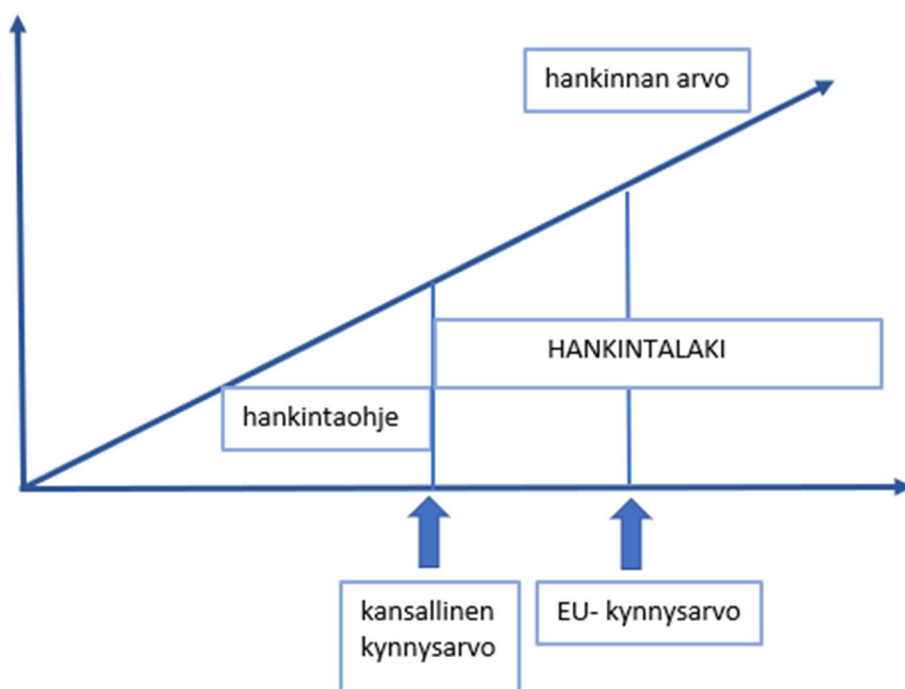 hankinnan arvo
HANKINTALAKI
hankintaohje
kansallinen
kynnysarvo
EU- kynnysarvo